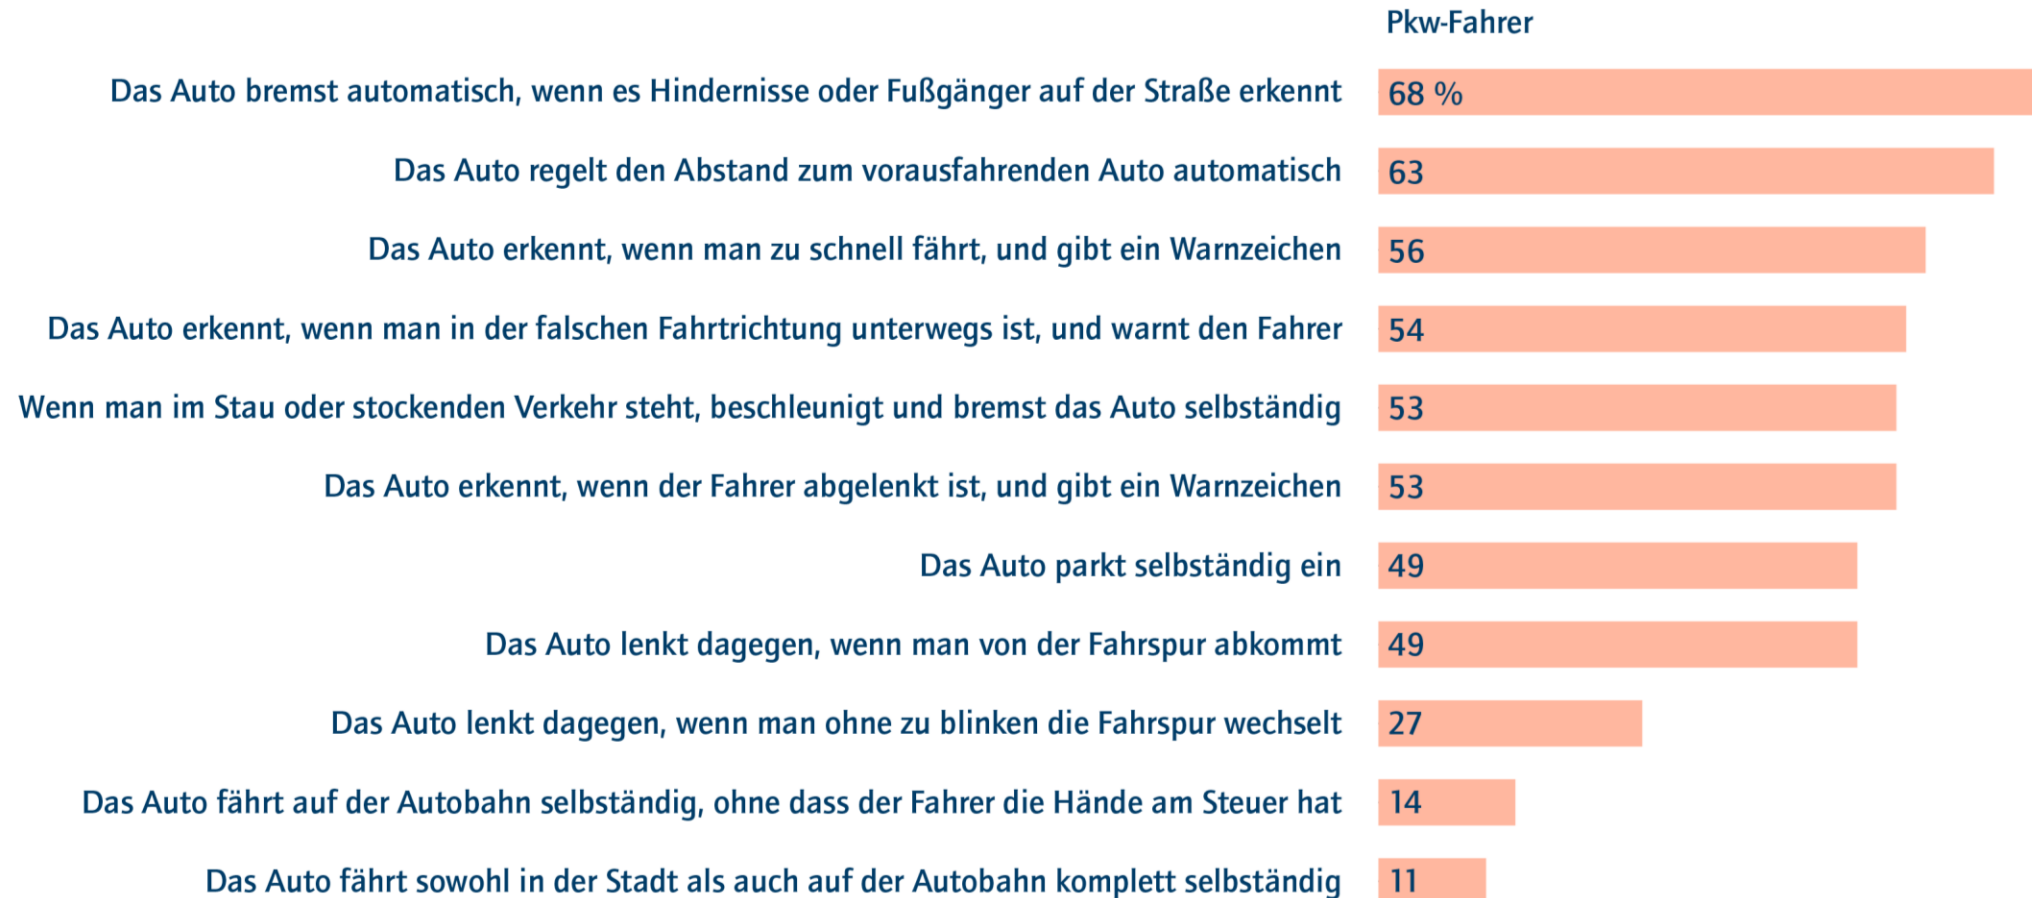 Pkw-Fahrer
Das Auto bremst automatisch, wenn es Hindernisse oder Fußgänger auf der Straße erkennt 68 %
Das Auto regelt den Abstand zum vorausfahrenden Auto automatisch 63
Das Auto erkennt, wenn man zu schnell fährt, und gibt ein Warnzeichen 56
Das Auto erkennt, wenn man in der falschen Fahrtrichtung unterwegs ist, und warnt den Fahrer 54
Wenn man im Stau oder stockenden Verkehr steht, beschleunigt und bremst das Auto selbständig 53
Das Auto erkennt, wenn der Fahrer abgelenkt ist, und gibt ein Warnzeichen 53
Das Auto parkt selbständig ein 49
Das Auto lenkt dagegen, wenn man von der Fahrspur abkommt 49
Das Auto lenkt dagegen, wenn man ohne zu blinken die Fahrspur wechselt 27
Das Auto fährt auf der Autobahn selbständig, ohne dass der Fahrer die Hände am Steuer hat 14
Das Auto fährt sowohl in der Stadt als auch auf der Autobahn komplett selbständig 11